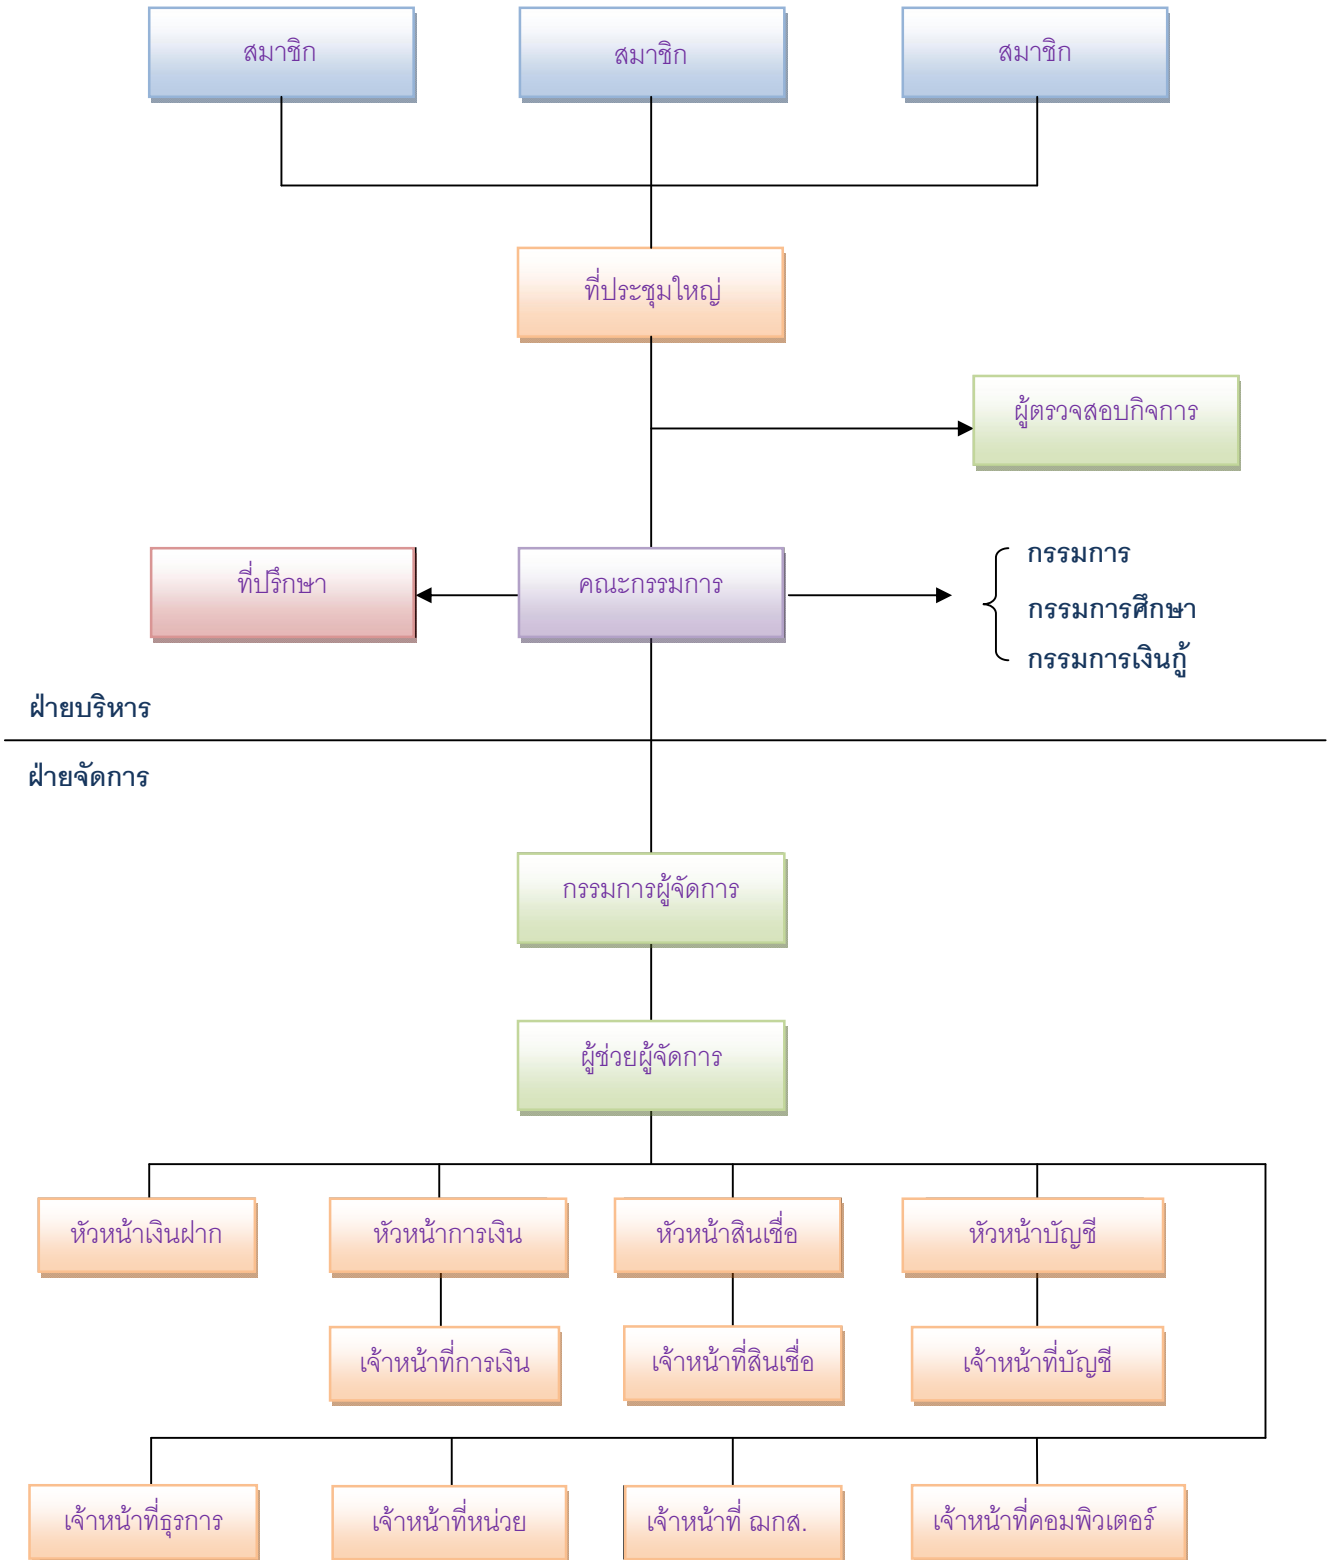 สมาชิก
สมาชิก
สมาชิก
ที่ประชุมใหญ่
ผู้ตรวจสอบกิจการ
ที่ปรึกษา
คณะกรรมการ
กรรมการ
กรรมการศึกษา
กรรมการเงินกู้
ฝ่ายบริหาร
ฝ่ายจัดการ
กรรมการผู้จัดการ
ผู้ช่วยผู้จัดการ
หัวหน้าเงินฝาก
หัวหน้าการเงิน
หัวหน้าสินเชื่อ
หัวหน้าบัญชี
เจ้าหน้าที่การเงิน
เจ้าหน้าที่สินเชื่อ
เจ้าหน้าที่บัญชี
เจ้าหน้าที่ธุรการ
เจ้าหน้าที่หน่วย
เจ้าหน้าที่ ฌกส.
เจ้าหน้าที่คอมพิวเตอร์